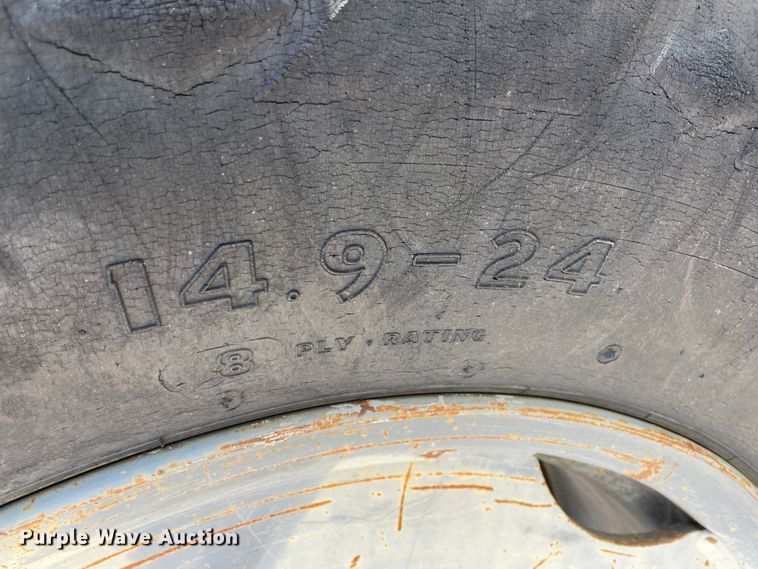 14.9-24
8 PLY · RATING
Purple Wave Auction